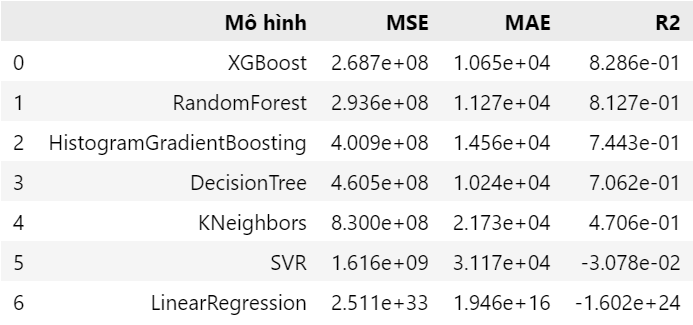 Mô hình MSE MAE R2
0 XGBoost 2.687e+08 1.065e+04 8.286e-01
1 RandomForest 2.936e+08 1.127e+04 8.127e-01
2 HistogramGradientBoosting 4.009e+08 1.456e+04 7.443e-01
3 DecisionTree 4.605e+08 1.024e+04 7.062e-01
4 KNeighbors 8.300e+08 2.173e+04 4.706e-01
5 SVR 1.616e+09 3.117e+04 -3.078e-02
6 LinearRegression 2.511e+33 1.946e+16 -1.602e+24